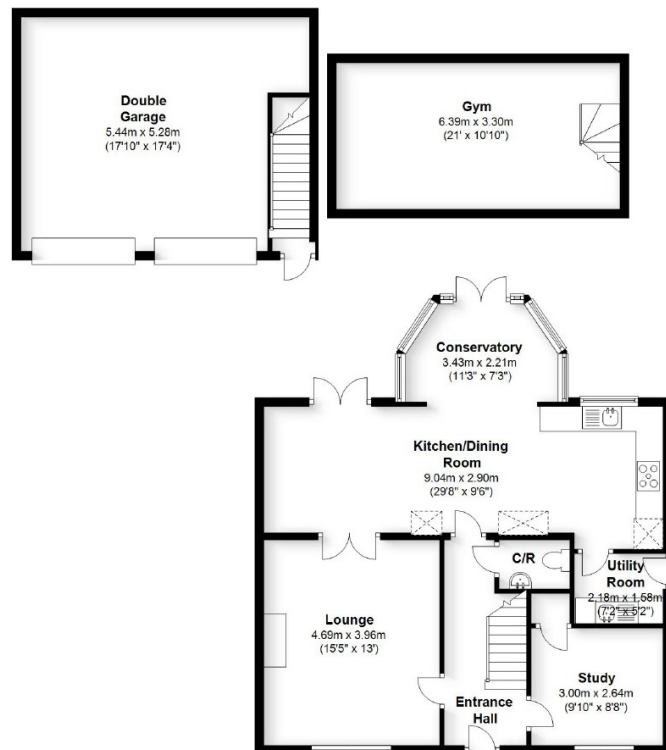 Double
Garage
5.44m x 5.28m
(17'10" x 17'4")
Gym
6.39m x 3.30m
(21' x 10'10")
Conservatory
3.43m x 2.21m
(11'3" x 7'3")
Kitchen/Dining
Room
9.04m x 2.90m
(29'8" x 9'6")
C/R
Utility
Room
2.18m x 1.58m
(7'2" x 5'2")
Lounge
4.69m x 3.96m
(15'5" x 13')
Study
3.00m x 2.64m
(9'10" x 8'8")
Entrance
Hall